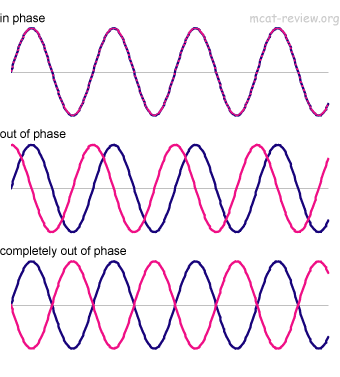 in phase
mcat-review.org
out of phase
completely out of phase